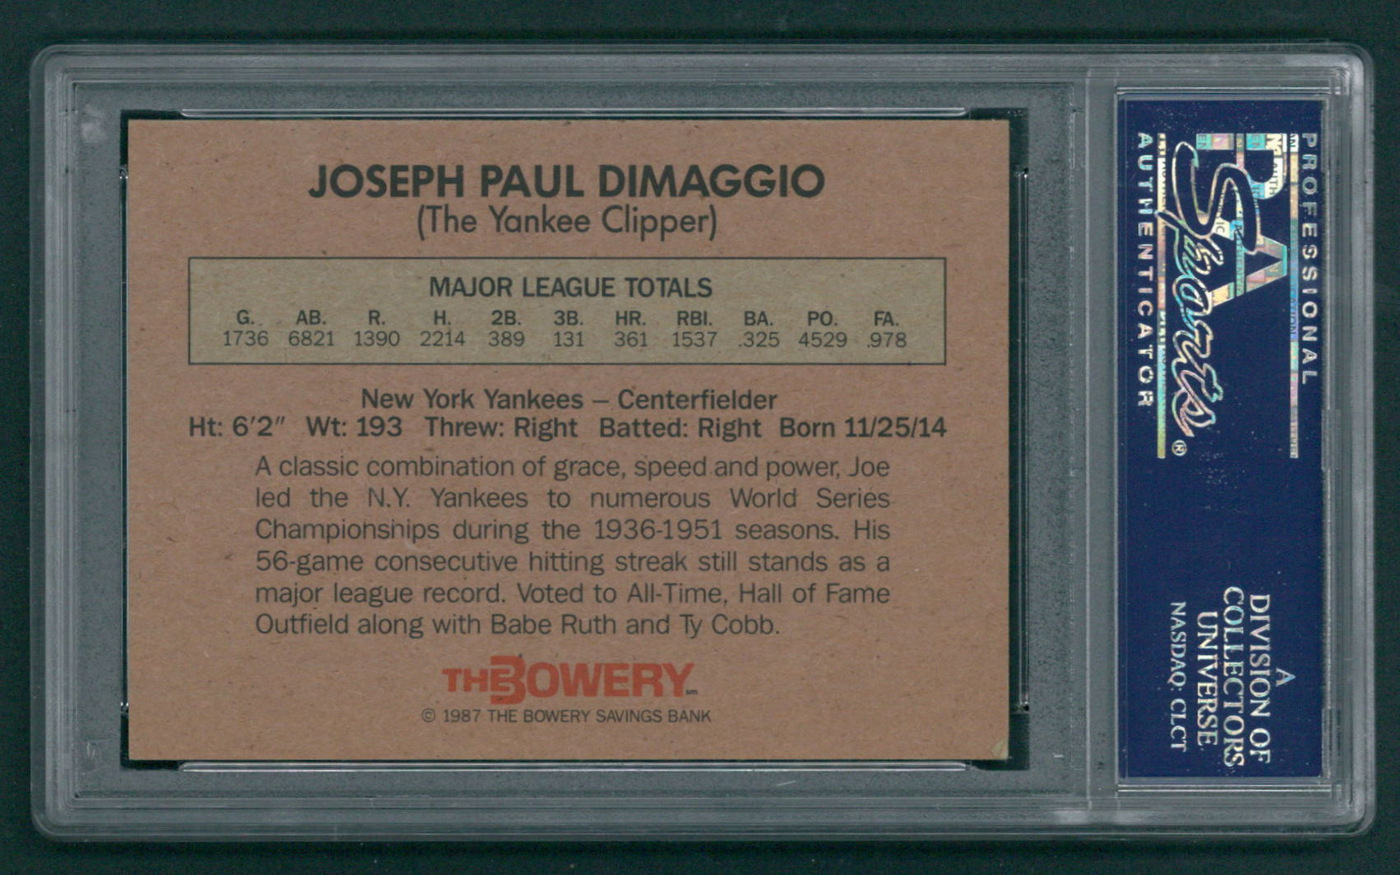 JOSEPH PAUL DIMAGGIO
(The Yankee Clipper)
MAJOR LEAGUE TOTALS
G. AB. R. H. 2B. 3B. HR. RBI. BA. PO. FA.
1736 6821 1390 2214 389 131 361 1537 .325 4529 .978
New York Yankees – Centerfielder
Ht: 6'2" Wt: 193 Threw: Right Batted: Right Born 11/25/14
A classic combination of grace, speed and power, Joe
led the N.Y. Yankees to numerous World Series
Championships during the 1936-1951 seasons. His
56-game consecutive hitting streak still stands as a
major league record. Voted to All-Time, Hall of Fame
Outfield along with Babe Ruth and Ty Cobb.
THE BOWERY sm
© 1987 THE BOWERY SAVINGS BANK
PROFESSIONAL
PSA
Sports®
AUTHENTICATOR
A
DIVISION OF
COLLECTORS
UNIVERSE
NASDAQ: CLCT